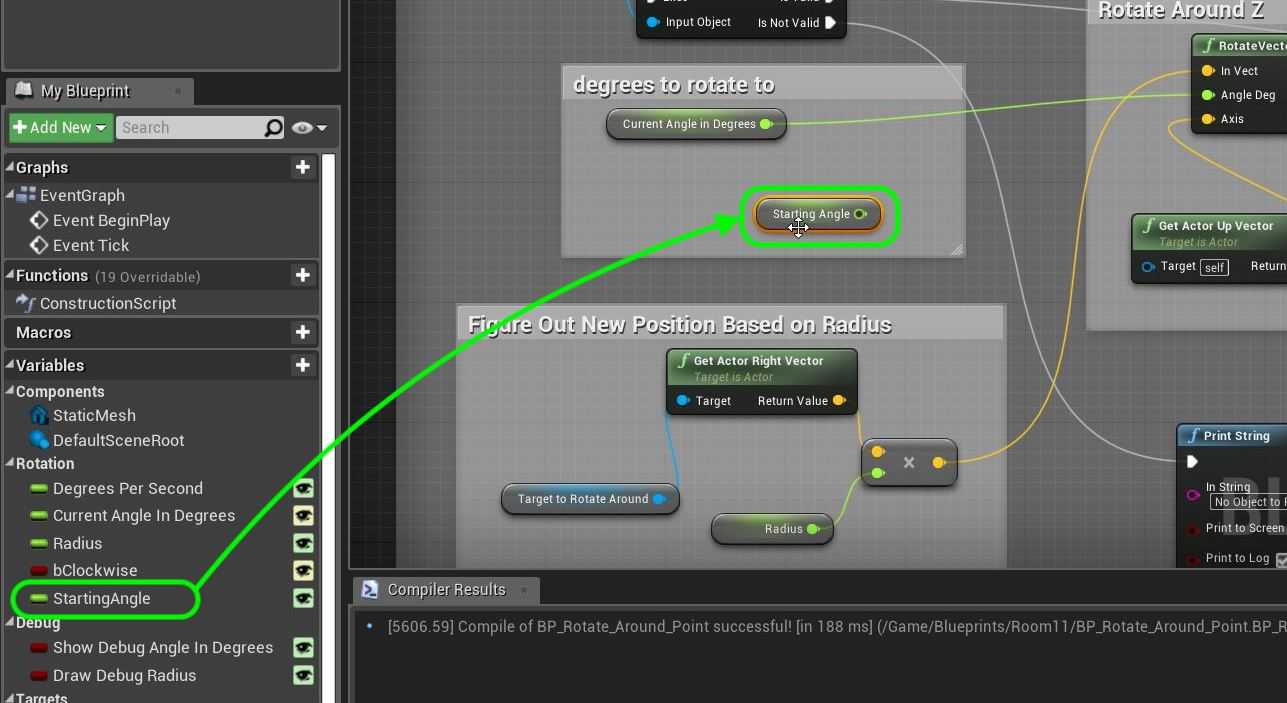 My Blueprint
Add New
Search
Graphs
EventGraph
Event BeginPlay
Event Tick
Functions (19 Overridable)
ConstructionScript
Macros
Variables
Components
StaticMesh
DefaultSceneRoot
Rotation
Degrees Per Second
Current Angle In Degrees
Radius
bClockwise
StartingAngle
Debug
Show Debug Angle In Degrees
Draw Debug Radius
Targets
Input Object
Is Not Valid
degrees to rotate to
Current Angle in Degrees
Starting Angle
Figure Out New Position Based on Radius
Get Actor Right Vector
Target is Actor
Target
Return Value
Target to Rotate Around
Radius
Rotate Around Z
RotateVect
In Vect
Angle Deg
Axis
Get Actor Up Vector
Target is Actor
Target self
Return
Print String
In String
No Object to R
Print to Screen
Print to Log
Compiler Results
[5606.59] Compile of BP_Rotate_Around_Point successful! [in 188 ms] (/Game/Blueprints/Room11/BP_Rotate_Around_Point.BP_R